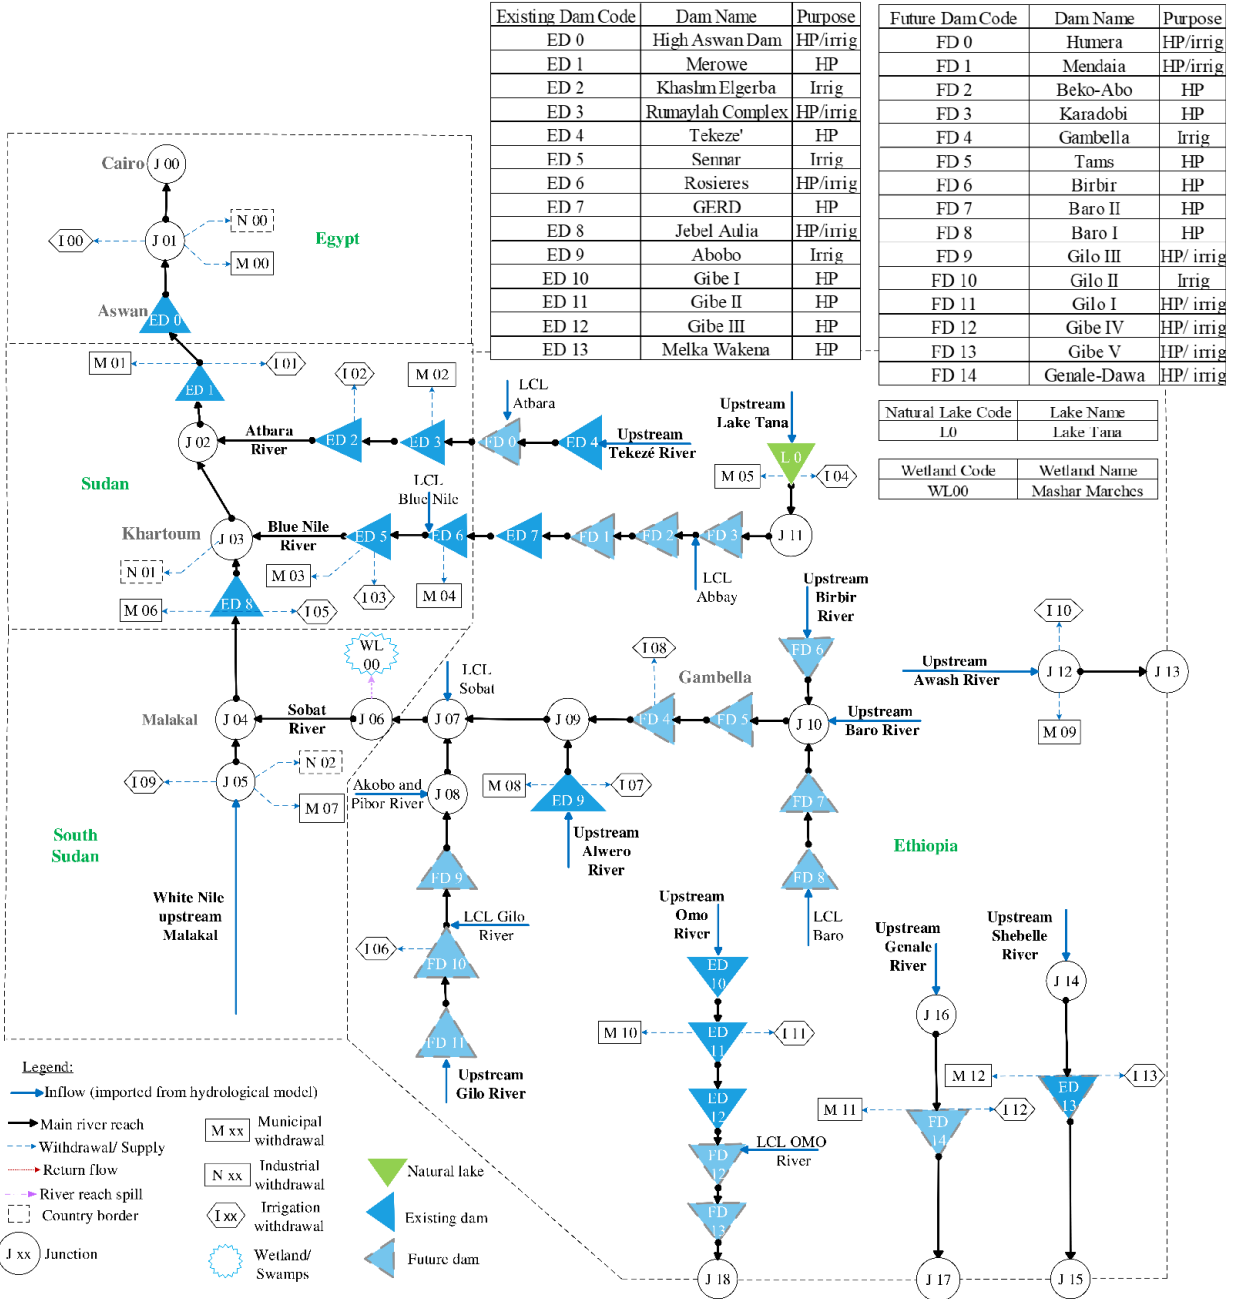 Existing Dam Code Dam Name Purpose
ED 0 High Aswan Dam HP/irrig
ED 1 Merowe HP
ED 2 Khashm Elgerba Irrig
ED 3 Rumaylah Complex HP/irrig
ED 4 Tekeze' HP
ED 5 Sennar Irrig
ED 6 Rosieres HP/irrig
ED 7 GERD HP
ED 8 Jebel Aulia HP/irrig
ED 9 Abobo Irrig
ED 10 Gibe I HP
ED 11 Gibe II HP
ED 12 Gibe III HP
ED 13 Melka Wakena HP
Future Dam Code Dam Name Purpose
FD 0 Humera HP/irrig
FD 1 Mendaia HP/irrig
FD 2 Beko-Abo HP
FD 3 Karadobi HP
FD 4 Gambella Irrig
FD 5 Tams HP
FD 6 Birbir HP
FD 7 Baro II HP
FD 8 Baro I HP
FD 9 Gilo III HP/ irrig
FD 10 Gilo II Irrig
FD 11 Gilo I HP/ irrig
FD 12 Gibe IV HP/ irrig
FD 13 Gibe V HP/ irrig
FD 14 Genale-Dawa HP/ irrig
Natural Lake Code Lake Name
L0 Lake Tana
Wetland Code Wetland Name
WL00 Mashar Marches
Cairo
J 00
N 00
I 00
J 01
M 00
Egypt
Aswan
ED 0
M 01
I 01
ED 1
I 02
M 02
LCL
Atbara
Upstream
Lake Tana
J 02
Atbara
River
ED 2
ED 3
FD 0
ED 4
Upstream
Tekezé River
L 0
M 05
I 04
Sudan
LCL
Blue Nile
Khartoum
J 03
Blue Nile
River
ED 5
ED 6
ED 7
FD 1
FD 2
FD 3
J 11
N 01
M 03
I 03
M 04
LCL
Abbay
M 06
ED 8
I 05
Upstream
Birbir
River
I 10
WL
00
I 08
FD 6
LCL
Sobat
Gambella
Upstream
Awash River
J 12
J 13
Malakal
J 04
Sobat
River
J 06
J 07
J 09
FD 4
FD 5
J 10
Upstream
Baro River
M 09
N 02
I 09
J 05
M 07
Akobo and
Pibor River
J 08
M 08
I 07
ED 9
FD 7
South
Sudan
Upstream
Alwero
River
Ethiopia
FD 9
FD 8
White Nile
upstream
Malakal
LCL Gilo
River
Upstream
Omo
River
LCL
Baro
Upstream
Genale
River
Upstream
Shebelle
River
I 06
FD 10
ED
10
J 14
J 16
FD 11
M 10
ED
11
I 11
Upstream
Gilo River
M 12
ED
13
I 13
ED
12
M 11
FD
14
I 12
FD
12
LCL OMO
River
FD
13
J 18
J 17
J 15
Legend:
Inflow (imported from hydrological model)
Main river reach
Withdrawal/ Supply
Return flow
River reach spill
Country border
J xx
Junction
M xx
Municipal
withdrawal
N xx
Industrial
withdrawal
I xx
Irrigation
withdrawal
Wetland/
Swamps
Natural lake
Existing dam
Future dam